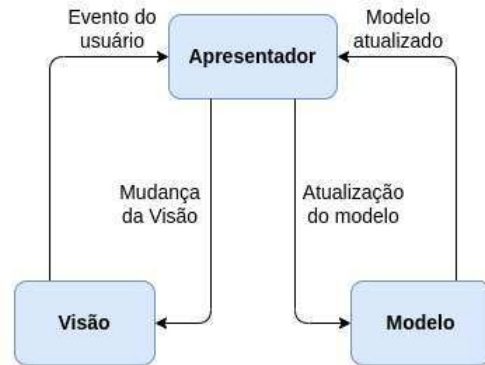 Evento do
usuário
Modelo
atualizado
Apresentador
Mudança
da Visão
Atualização
do modelo
Visão
Modelo